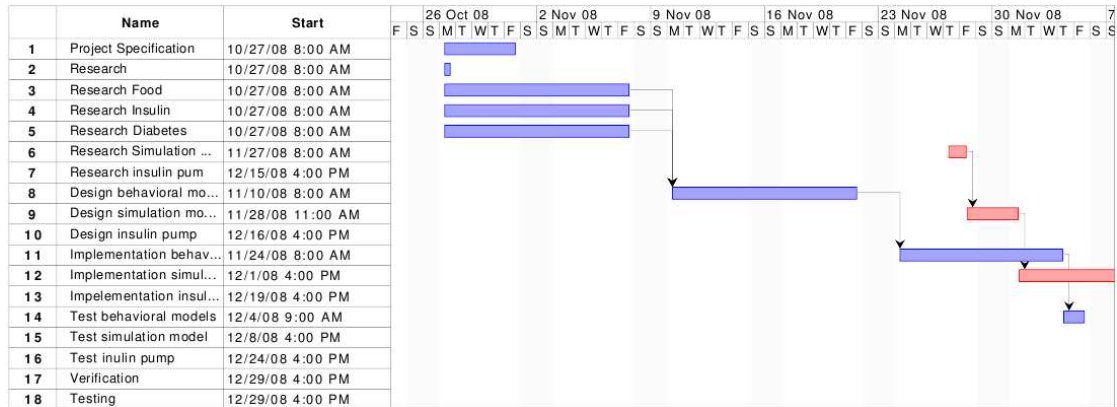 Name Start
26 Oct 08 2 Nov 08 9 Nov 08 16 Nov 08 23 Nov 08 30 Nov 08 7
F S S M T W T F S S M T W T F S S M T W T F S S M T W T F S S M T W T F S S M T W T F S S
1 Project Specification 10/27/08 8:00 AM
2 Research 10/27/08 8:00 AM
3 Research Food 10/27/08 8:00 AM
4 Research Insulin 10/27/08 8:00 AM
5 Research Diabetes 10/27/08 8:00 AM
6 Research Simulation ... 11/27/08 8:00 AM
7 Research insulin pum 12/15/08 4:00 PM
8 Design behavioral mo... 11/10/08 8:00 AM
9 Design simulation mo... 11/28/08 11:00 AM
10 Design insulin pump 12/16/08 4:00 PM
11 Implementation behav... 11/24/08 8:00 AM
12 Implementation simul... 12/1/08 4:00 PM
13 Impelementation insul... 12/19/08 4:00 PM
14 Test behavioral models 12/4/08 9:00 AM
15 Test simulation model 12/8/08 4:00 PM
16 Test inulin pump 12/24/08 4:00 PM
17 Verification 12/29/08 4:00 PM
18 Testing 12/29/08 4:00 PM